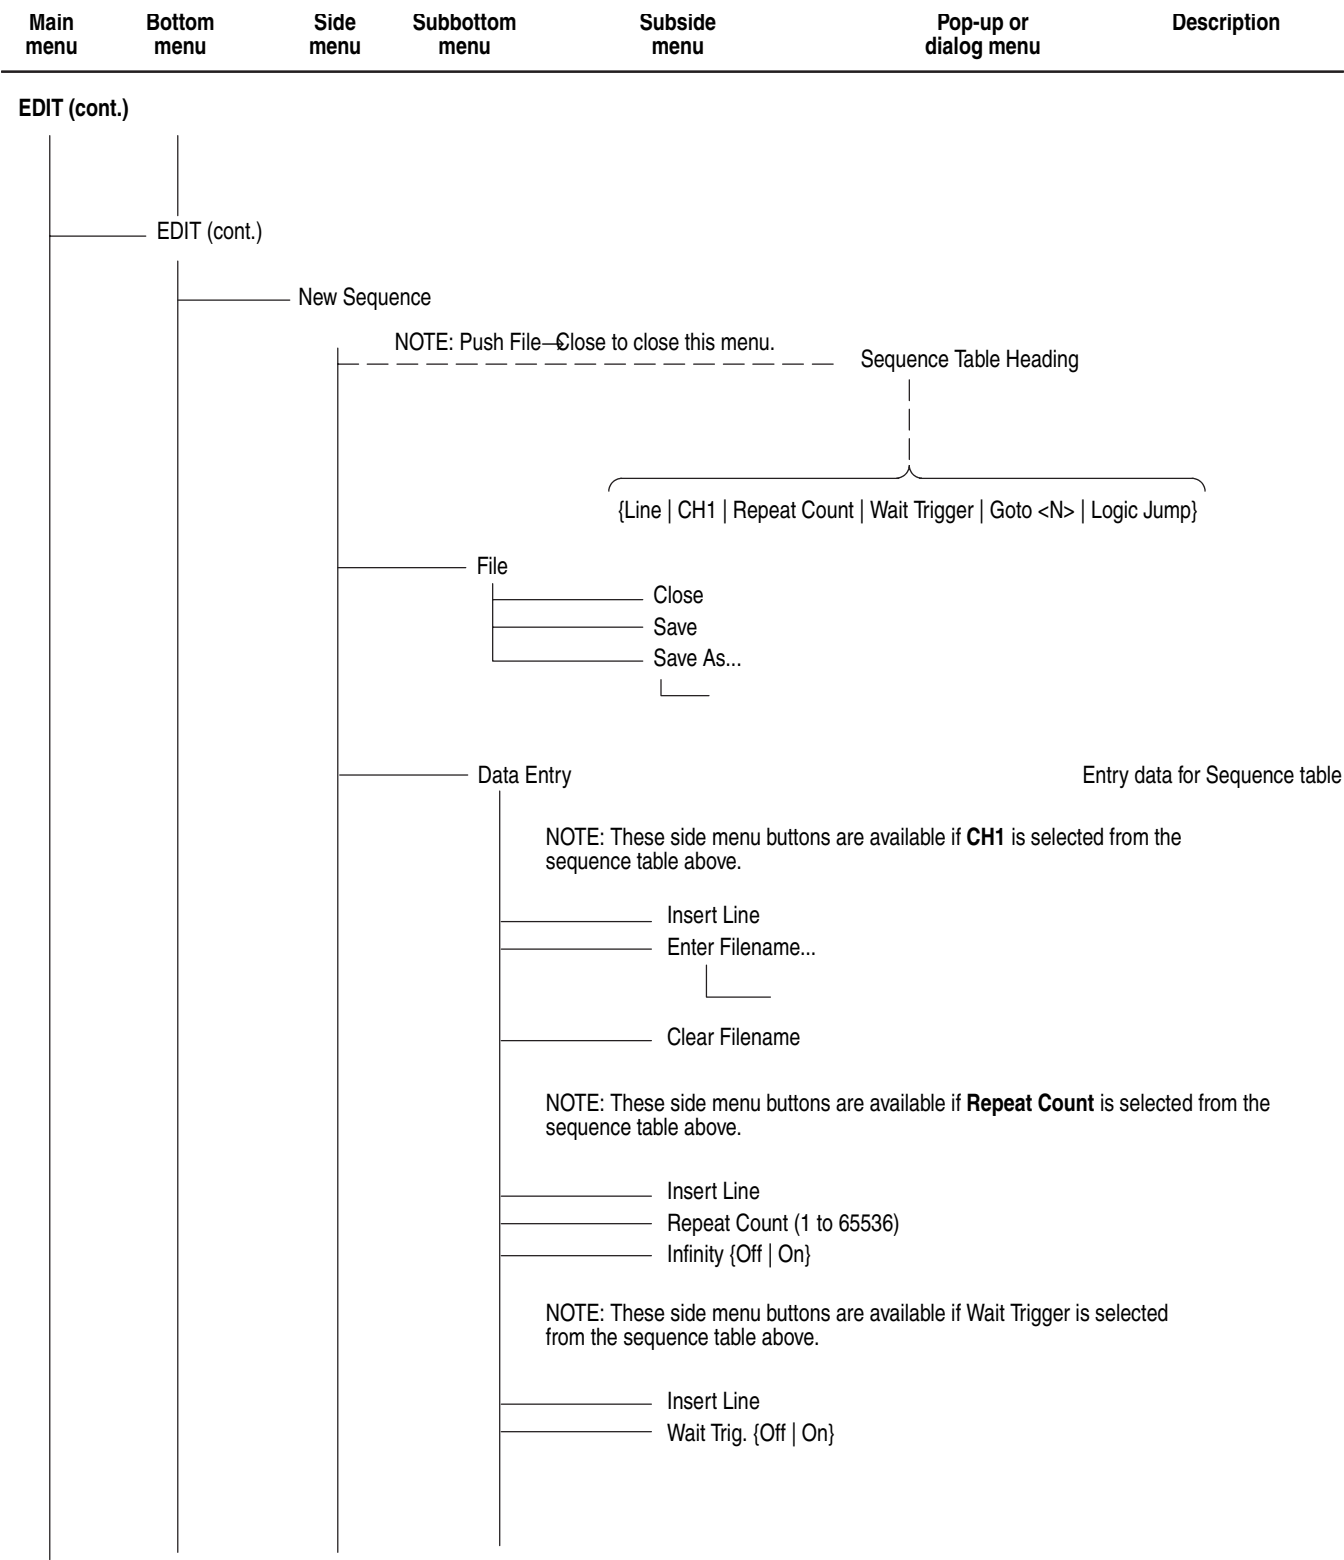 Main menu
Bottom menu
Side menu
Subbottom menu
Subside menu
Pop-up or dialog menu
Description
EDIT (cont.)
EDIT (cont.)
New Sequence
NOTE: Push File→Close to close this menu.
Sequence Table Heading
{Line | CH1 | Repeat Count | Wait Trigger | Goto <N> | Logic Jump}
File
Close
Save
Save As...
Data Entry
Entry data for Sequence table
NOTE: These side menu buttons are available if CH1 is selected from the
sequence table above.
Insert Line
Enter Filename...
Clear Filename
NOTE: These side menu buttons are available if Repeat Count is selected from the
sequence table above.
Insert Line
Repeat Count (1 to 65536)
Infinity {Off | On}
NOTE: These side menu buttons are available if Wait Trigger is selected
from the sequence table above.
Insert Line
Wait Trig. {Off | On}